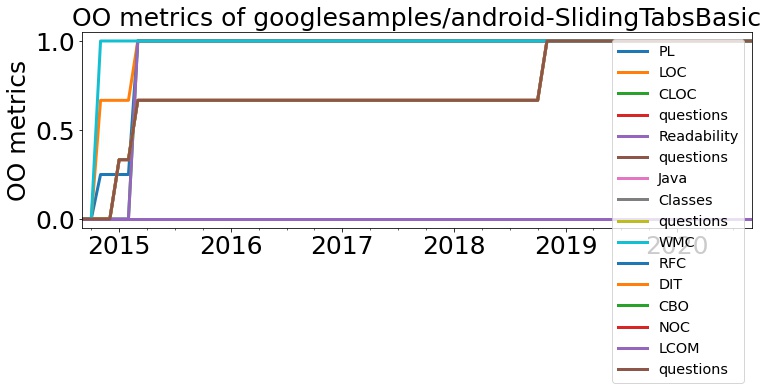 OO metrics of googlesamples/android-SlidingTabsBasic
OO metrics
1.0
0.5
0.0
2015 2016 2017 2018 2019 2020
PL
LOC
CLOC
questions
Readability
questions
Java
Classes
questions
WMC
RFC
DIT
CBO
NOC
LCOM
questions